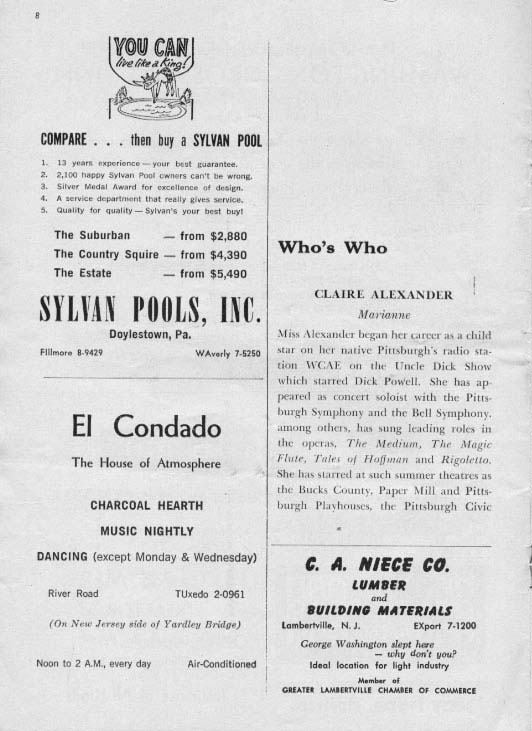 8
YOU CAN
live like a King!
COMPARE . . . then buy a SYLVAN POOL
1. 13 years experience — your best guarantee.
2. 2,100 happy Sylvan Pool owners can't be wrong.
3. Silver Medal Award for excellence of design.
4. A service department that really gives service.
5. Quality for quality — Sylvan's your best buy!
The Suburban — from $2,880
The Country Squire — from $4,390
The Estate — from $5,490
SYLVAN POOLS, INC.
Doylestown, Pa.
FIllmore 8-9429 WAverly 7-5250
El Condado
The House of Atmosphere
CHARCOAL HEARTH
MUSIC NIGHTLY
DANCING (except Monday & Wednesday)
River Road TUxedo 2-0961
(On New Jersey side of Yardley Bridge)
Noon to 2 A.M., every day Air-Conditioned
Who's Who
CLAIRE ALEXANDER
Marianne
Miss Alexander began her career as a child
star on her native Pittsburgh's radio sta-
tion WCAE on the Uncle Dick Show
which starred Dick Powell. She has ap-
peared as concert soloist with the Pitts-
burgh Symphony and the Bell Symphony,
among others, has sung leading roles in
the operas, The Medium, The Magic
Flute, Tales of Hoffman and Rigoletto.
She has starred at such summer theatres as
the Bucks County, Paper Mill and Pitts-
burgh Playhouses, the Pittsburgh Civic
C. A. NIECE CO.
LUMBER
and
BUILDING MATERIALS
Lambertville, N. J. EXport 7-1200
George Washington slept here
— why don't you?
Ideal location for light industry
Member of
GREATER LAMBERTVILLE CHAMBER OF COMMERCE